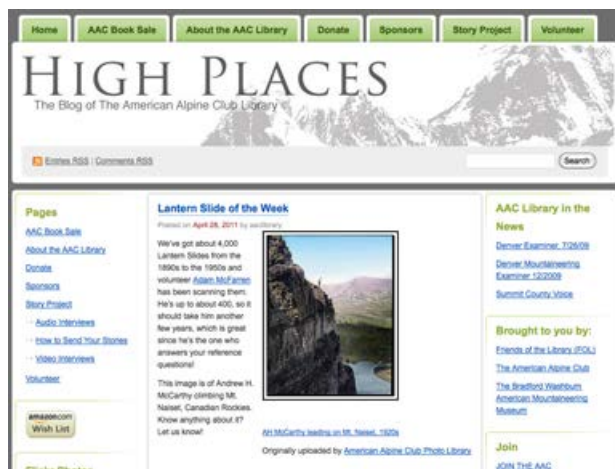 Home
AAC Book Sale
About the AAC Library
Donate
Sponsors
Story Project
Volunteer
HIGH PLACES
The Blog of The American Alpine Club Library
Entries RSS | Comments RSS
Search
Pages
AAC Book Sale
About the AAC Library
Donate
Sponsors
Story Project
Audio Interviews
How to Send Your Stories
Video Interviews
Volunteer
amazon.com
Wish List
Lantern Slide of the Week
Posted on April 28, 2011 by aaclibrary
We've got about 4,000
Lantern Slides from the
1890s to the 1950s and
volunteer Adam McFarren
has been scanning them.
He's up to about 400, so it
should take him another
few years, which is great
since he's the one who
answers your reference
questions!
This image is of Andrew H.
McCarthy climbing Mt.
Naiset, Canadian Rockies.
Know anything about it?
Let us know!
AH McCarthy leading on Mt. Naiset, 1920s
Originally uploaded by American Alpine Club Photo Library
AAC Library in the
News
Denver Examiner 7/26/09
Denver Mountaineering
Examiner 12/2009
Summit County Voice
Brought to you by:
Friends of the Library (FOL)
The American Alpine Club
The Bradford Washburn
American Mountaineering
Museum
Join
JOIN THE AAC